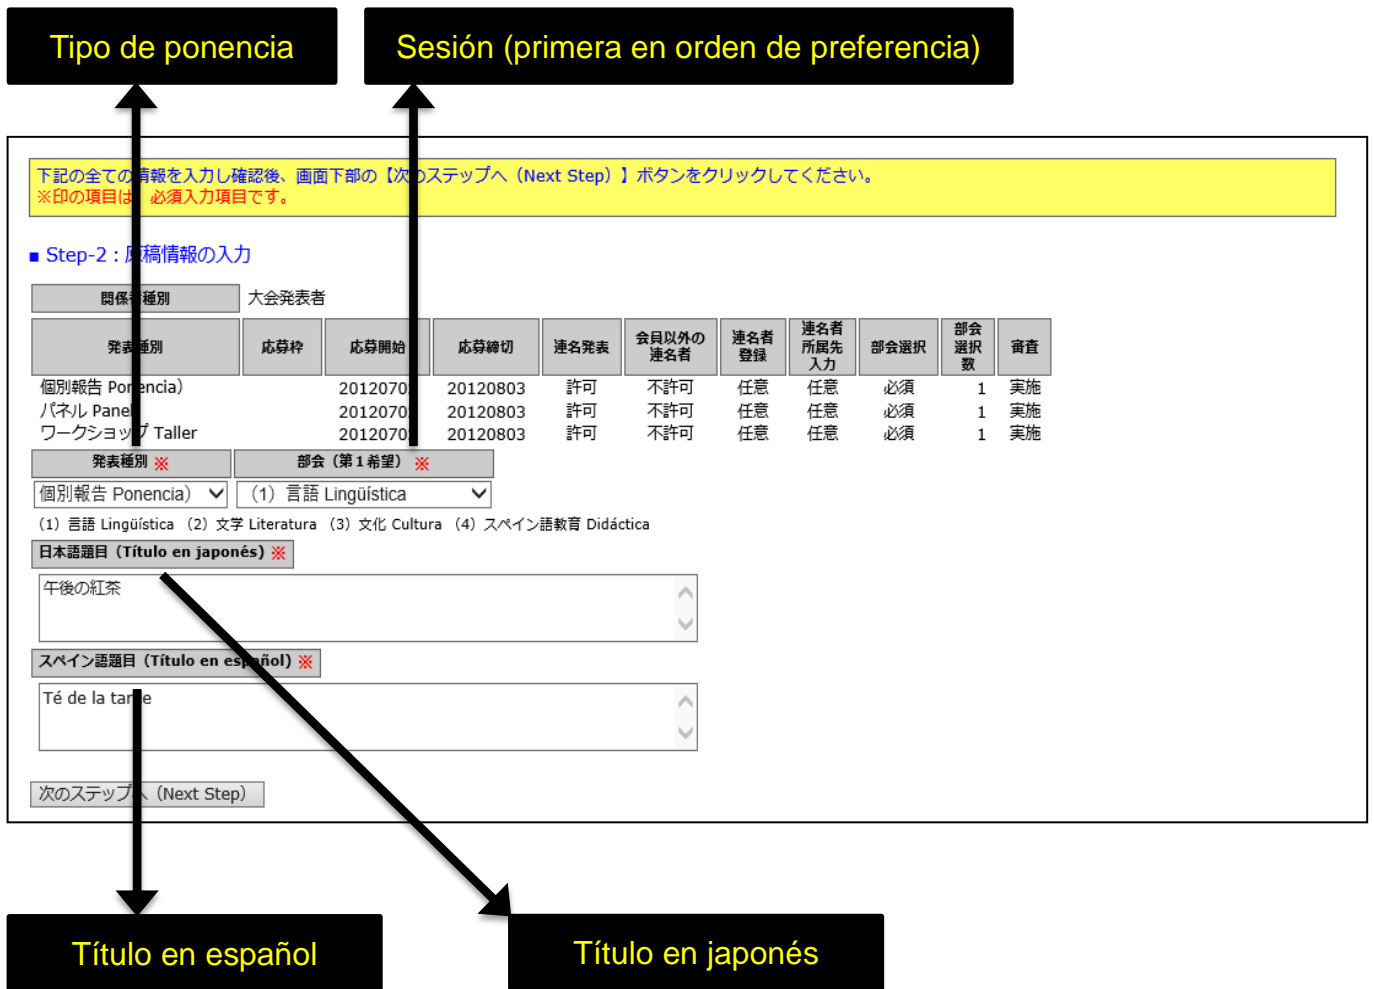 Tipo de ponencia
Sesión (primera en orden de preferencia)
下記の全ての情報を入力し確認後、画面下部の【次のステップへ（Next Step）】ボタンをクリックしてください。
※印の項目は、必須入力項目です。
■ Step-2：原稿情報の入力
関係者種別 大会発表者
発表種別 応募枠 応募開始 応募締切 連名発表 会員以外の連名者 連名者登録 連名者所属先入力 部会選択 部会選択数 審査
個別報告 Ponencia） 20120803 許可 不許可 任意 任意 必須 1 実施
パネル Panel 20120803 許可 不許可 任意 任意 必須 1 実施
ワークショップ Taller 20120803 許可 不許可 任意 任意 必須 1 実施
発表種別 ※ 部会（第１希望） ※
個別報告 Ponencia） （1）言語 Lingüística
（1）言語 Lingüística （2）文学 Literatura （3）文化 Cultura （4）スペイン語教育 Didáctica
日本語題目（Título en japonés) ※
午後の紅茶
スペイン語題目（Título en español) ※
Té de la tarde
次のステップへ（Next Step）
Título en español
Título en japonés